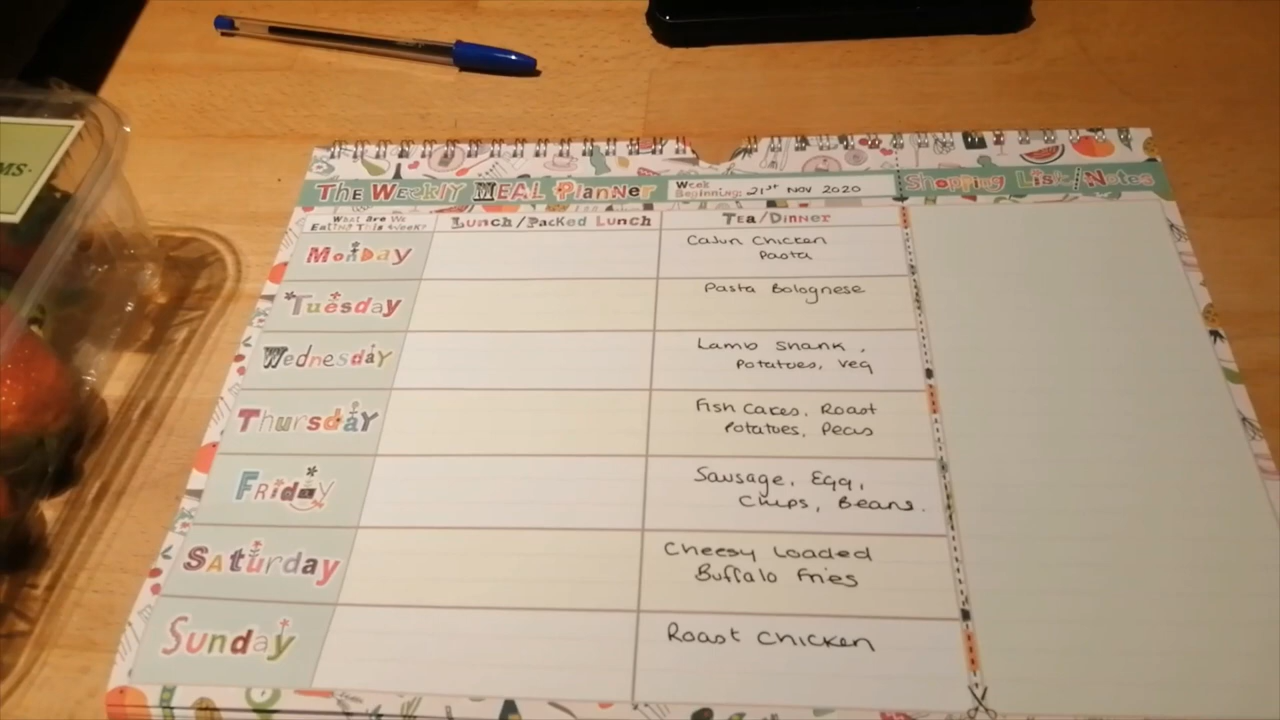 MS.
The Weekly Meal Planner
Week
Beginning: 21st Nov 2020
Shopping List/Notes
What Are We
Eating This Week?
Lunch/Packed Lunch
Tea/Dinner
Monday
Cajun Chicken
Pasta
Tuesday
Pasta Bolognese
Wednesday
Lamb Shank,
Potatoes, Veg
Thursday
Fish Cakes, Roast
Potatoes, Peas
Friday
Sausage, Egg,
Chips, Beans.
Saturday
Cheesy Loaded
Buffalo Fries
Sunday
Roast Chicken